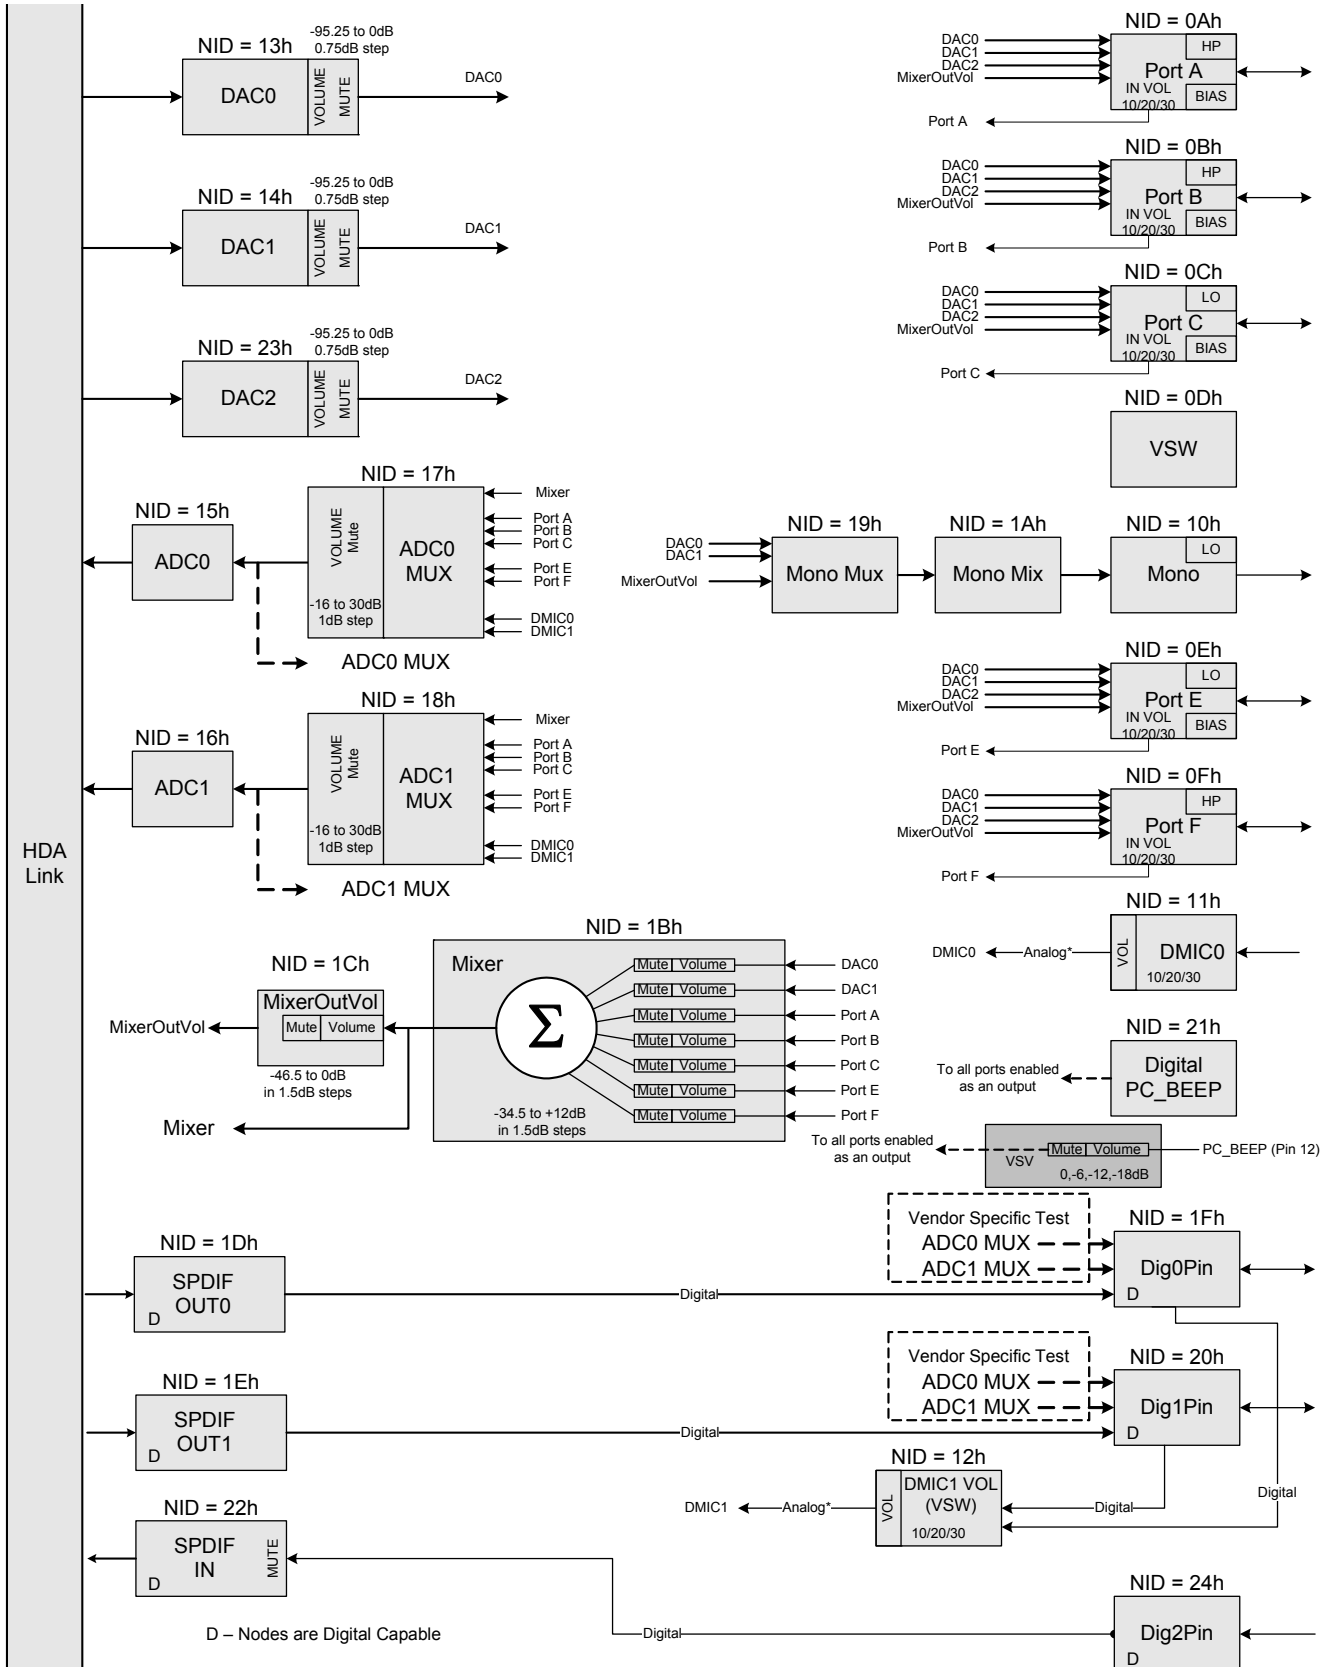 HDA
Link
NID = 13h
-95.25 to 0dB
0.75dB step
DAC0
VOLUME
MUTE
DAC0
NID = 14h
-95.25 to 0dB
0.75dB step
DAC1
VOLUME
MUTE
DAC1
NID = 23h
-95.25 to 0dB
0.75dB step
DAC2
VOLUME
MUTE
DAC2
NID = 17h
NID = 15h
ADC0
VOLUME
Mute
-16 to 30dB
1dB step
ADC0
MUX
Mixer
Port A
Port B
Port C
Port E
Port F
DMIC0
DMIC1
ADC0 MUX
NID = 18h
NID = 16h
ADC1
VOLUME
Mute
-16 to 30dB
1dB step
ADC1
MUX
Mixer
Port A
Port B
Port C
Port E
Port F
DMIC0
DMIC1
ADC1 MUX
NID = 1Bh
Mixer
Σ
-34.5 to +12dB
in 1.5dB steps
Mute Volume DAC0
Mute Volume DAC1
Mute Volume Port A
Mute Volume Port B
Mute Volume Port C
Mute Volume Port E
Mute Volume Port F
NID = 1Ch
MixerOutVol
Mute Volume
-46.5 to 0dB
in 1.5dB steps
MixerOutVol
Mixer
NID = 1Dh
SPDIF
OUT0
D
Digital
NID = 1Eh
SPDIF
OUT1
D
Digital
NID = 22h
SPDIF
IN
D
MUTE
Digital
D – Nodes are Digital Capable
NID = 0Ah
DAC0
DAC1
DAC2
MixerOutVol
HP
Port A
IN VOL
10/20/30
BIAS
Port A
NID = 0Bh
DAC0
DAC1
DAC2
MixerOutVol
HP
Port B
IN VOL
10/20/30
BIAS
Port B
NID = 0Ch
DAC0
DAC1
DAC2
MixerOutVol
LO
Port C
IN VOL
10/20/30
BIAS
Port C
NID = 0Dh
VSW
NID = 19h
DAC0
DAC1
MixerOutVol
Mono Mux
NID = 1Ah
Mono Mix
NID = 10h
LO
Mono
NID = 0Eh
DAC0
DAC1
DAC2
MixerOutVol
LO
Port E
IN VOL
10/20/30
BIAS
Port E
NID = 0Fh
DAC0
DAC1
DAC2
MixerOutVol
HP
Port F
IN VOL
10/20/30
Port F
NID = 11h
DMIC0
Analog*
VOL
DMIC0
10/20/30
NID = 21h
Digital
PC_BEEP
To all ports enabled
as an output
To all ports enabled
as an output
VSV
Mute Volume
0,-6,-12,-18dB
PC_BEEP (Pin 12)
Vendor Specific Test
ADC0 MUX
ADC1 MUX
NID = 1Fh
Dig0Pin
D
Vendor Specific Test
ADC0 MUX
ADC1 MUX
NID = 20h
Dig1Pin
D
NID = 12h
DMIC1
Analog*
VOL
DMIC1 VOL
(VSW)
10/20/30
Digital
Digital
NID = 24h
Dig2Pin
D